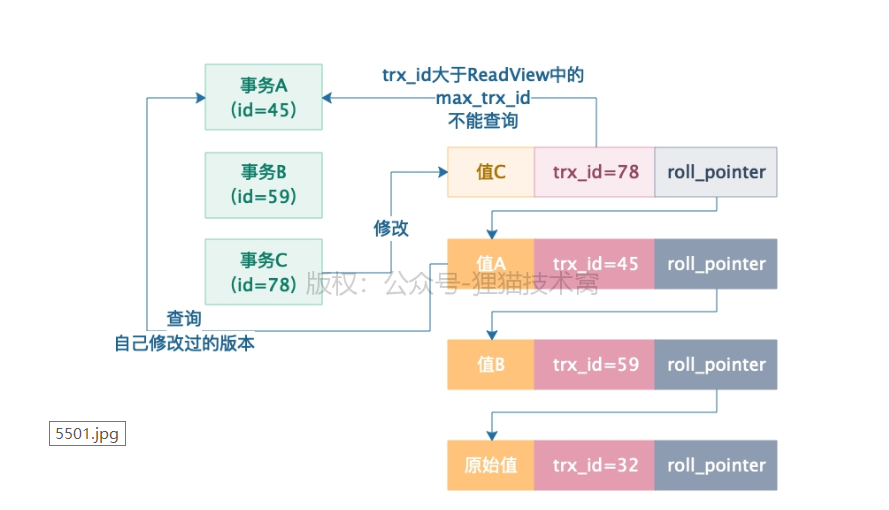 事务A
（id=45）
trx_id大于ReadView中的
max_trx_id
不能查询
事务B
（id=59）
值C trx_id=78 roll_pointer
修改
事务C
（id=78）
值A trx_id=45 roll_pointer
版权：公众号-狸猫技术窝
查询
自己修改过的版本
值B trx_id=59 roll_pointer
5501.jpg
原始值 trx_id=32 roll_pointer